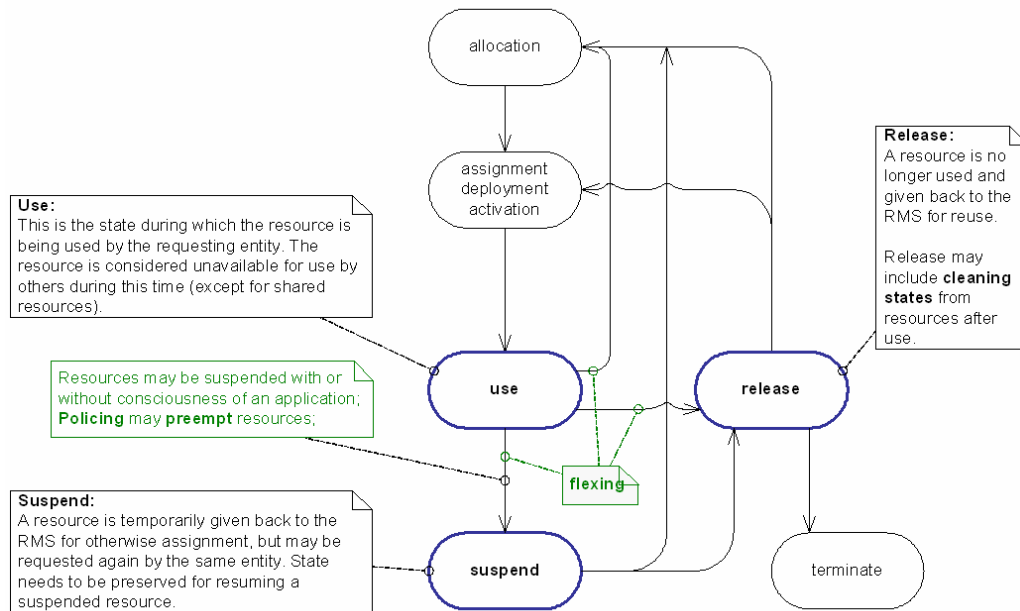 allocation
assignment
deployment
activation
Release:
A resource is no
longer used and
given back to the
RMS for reuse.
Release may
include cleaning
states from
resources after
use.
Use:
This is the state during which the resource is
being used by the requesting entity. The
resource is considered unavailable for use by
others during this time (except for shared
resources).
use
release
Resources may be suspended with or
without consciousness of an application;
Policing may preempt resources;
flexing
Suspend:
A resource is temporarily given back to the
RMS for otherwise assignment, but may be
requested again by the same entity. State
needs to be preserved for resuming a
suspended resource.
suspend
terminate